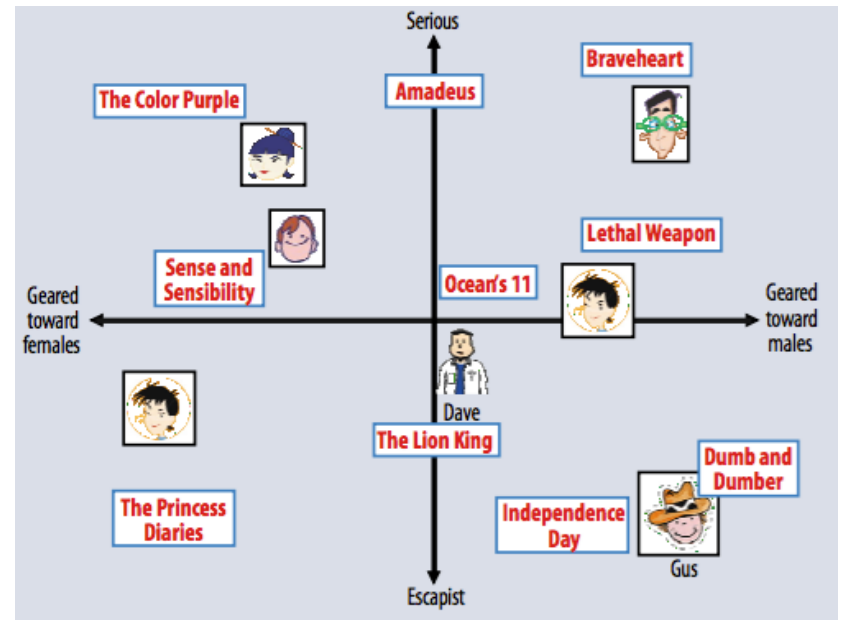 Serious
Braveheart
The Color Purple
Amadeus
Lethal Weapon
Sense and
Sensibility
Ocean's 11
Geared
toward
females
Geared
toward
males
Dave
The Lion King
Dumb and
Dumber
The Princess
Diaries
Independence
Day
Gus
Escapist